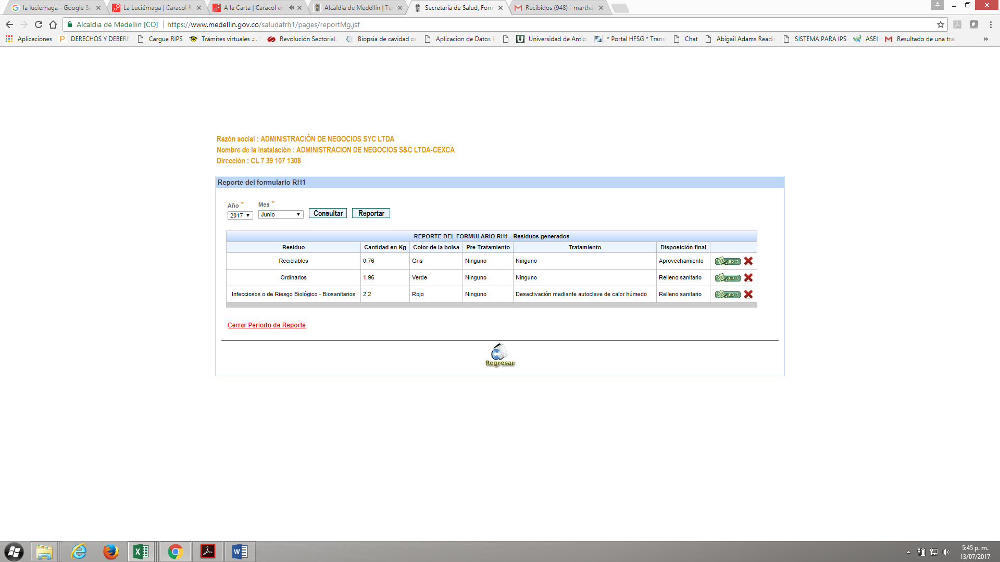 la luciernaga - Google Se
La Luciérnaga | Caracol R
A la Carta | Caracol en
Alcaldía de Medellín | Te
Secretaría de Salud, Form
Recibidos (948) - martha
Alcaldia de Medellin [CO]
https://www.medellin.gov.co/saludafrh1/pages/reportMg.jsf
Aplicaciones
DERECHOS Y DEBERE
Cargue RIPS
Trámites virtuales .::.
Revolución Sectorial:
Biopsia de cavidad or
Aplicacion de Datos
Universidad de Antio
* Portal HFSG * Trans
Chat
Abigail Adams Readi
SISTEMA PARA IPS
ASEI
Resultado de una tra
»
Razón social : ADMINISTRACIÓN DE NEGOCIOS SYC LTDA
Nombre de la Instalación : ADMINISTRACION DE NEGOCIOS S&C LTDA-CEXCA
Dirección : CL 7 39 107 1308
Reporte del formulario RH1
Año * Mes *
2017 Junio Consultar Reportar
REPORTE DEL FORMULARIO RH1 - Residuos generados
Residuo Cantidad en Kg Color de la bolsa Pre-Tratamiento Tratamiento Disposición final
Reciclables 0.76 Gris Ninguno Ninguno Aprovechamiento EDIT
Ordinarios 1.96 Verde Ninguno Ninguno Relleno sanitario EDIT
Infecciosos o de Riesgo Biológico - Biosanitarios 2.2 Rojo Ninguno Desactivación mediante autoclave de calor húmedo Relleno sanitario EDIT
Cerrar Periodo de Reporte
Regresar
5:45 p. m.
13/07/2017